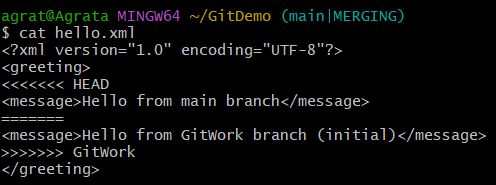 agrat@Agrata MINGW64 ~/GitDemo (main|MERGING)
$ cat hello.xml
<?xml version="1.0" encoding="UTF-8"?>
<greeting>
<<<<<<< HEAD
<message>Hello from main branch</message>
=======
<message>Hello from GitWork branch (initial)</message>
>>>>>>> GitWork
</greeting>